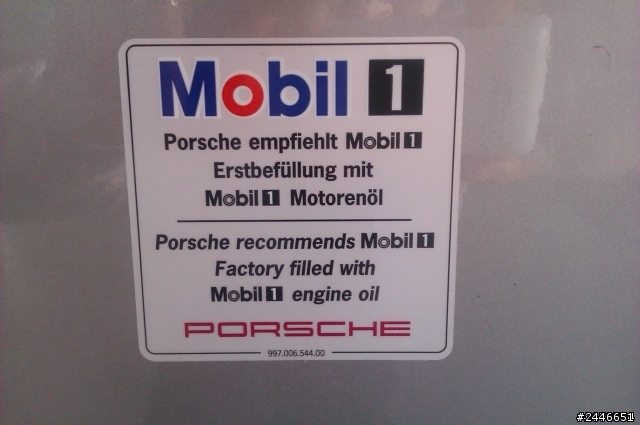 Mobil 1
Porsche empfiehlt Mobil 1
Erstbefüllung mit
Mobil 1 Motorenöl
Porsche recommends Mobil 1
Factory filled with
Mobil 1 engine oil
PORSCHE
997.006.544.00
#2446651